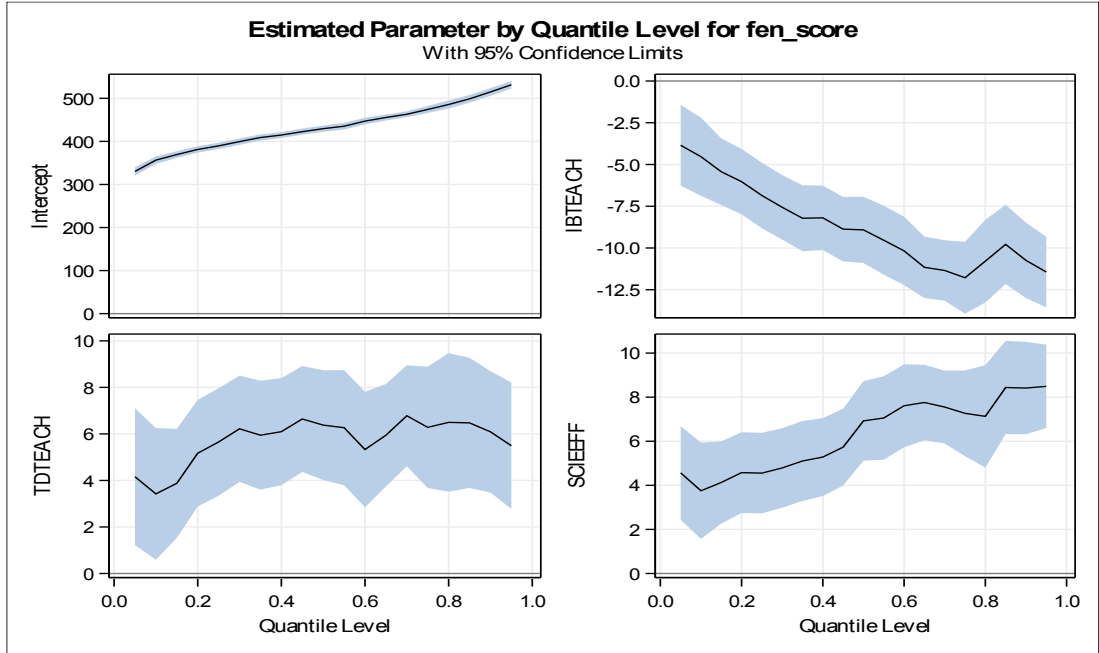 Estimated Parameter by Quantile Level for fen_score
With 95% Confidence Limits
500
400
300
200
100
0
Intercept
0.0
-2.5
-5.0
-7.5
-10.0
-12.5
IBTEACH
10
8
6
4
2
0
TDTEACH
0.0 0.2 0.4 0.6 0.8 1.0
Quantile Level
10
8
6
4
2
0
SCIEEFF
0.0 0.2 0.4 0.6 0.8 1.0
Quantile Level